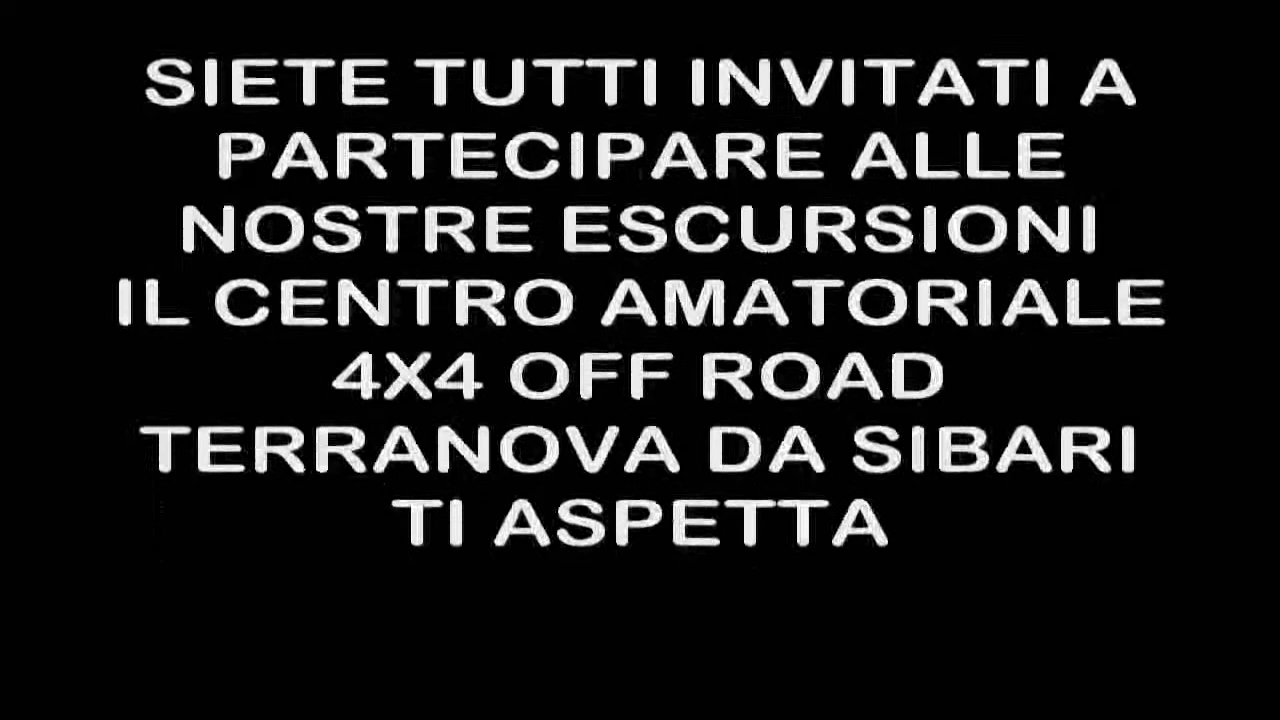 SIETE TUTTI INVITATI A
PARTECIPARE ALLE
NOSTRE ESCURSIONI
IL CENTRO AMATORIALE
4X4 OFF ROAD
TERRANOVA DA SIBARI
TI ASPETTA